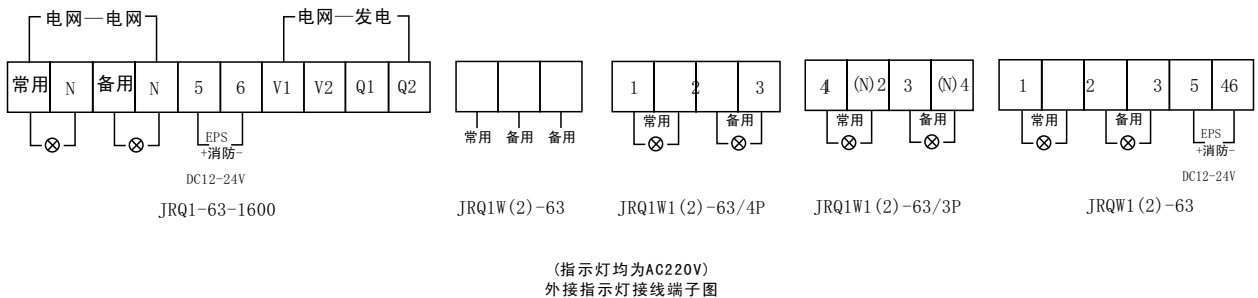 电网—电网
电网—发电
常用 N 备用 N 5 6 V1 V2 Q1 Q2
EPS
+消防-
DC12-24V
JRQ1-63-1600
常用 备用 备用
JRQ1W(2)-63
1 2 3
常用 备用
JRQ1W1(2)-63/4P
(N)2 3 (N)4
常用 备用
JRQ1W1(2)-63/3P
1 2 3 5 46
常用 备用
EPS
+消防-
DC12-24V
JRQW1(2)-63
(指示灯均为AC220V)
外接指示灯接线端子图